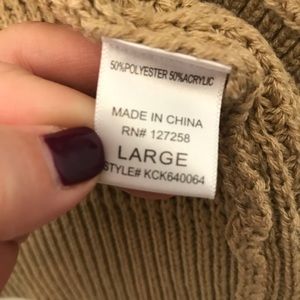 50%POLYESTER 50%ACRYLIC
MADE IN CHINA
RN# 127258
LARGE
STYLE# KCK640064